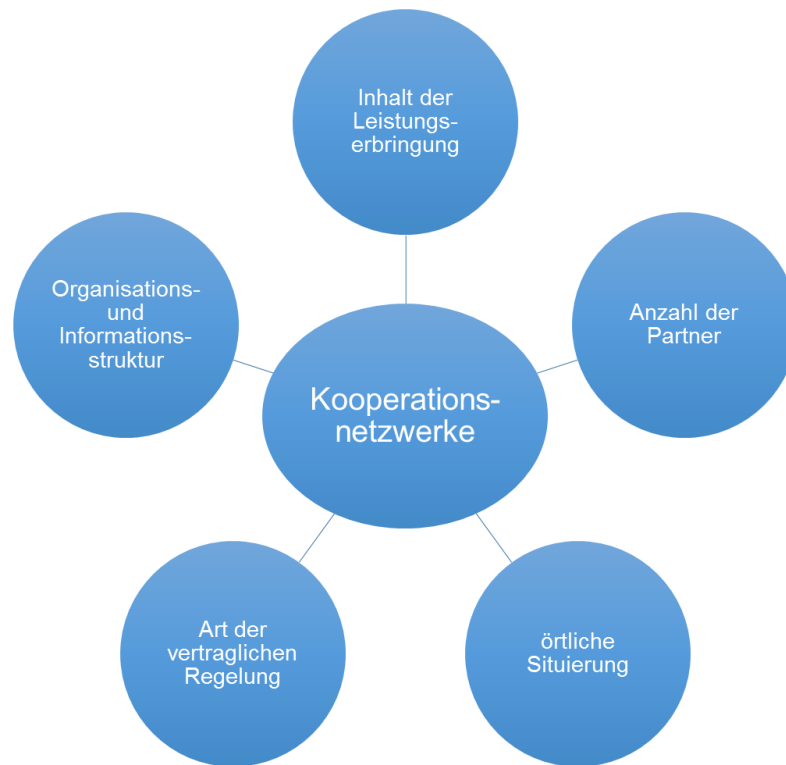 Inhalt der
Leistungs-
erbringung
Organisations-
und
Informations-
struktur
Anzahl der
Partner
Kooperations-
netzwerke
Art der
vertraglichen
Regelung
örtliche
Situierung